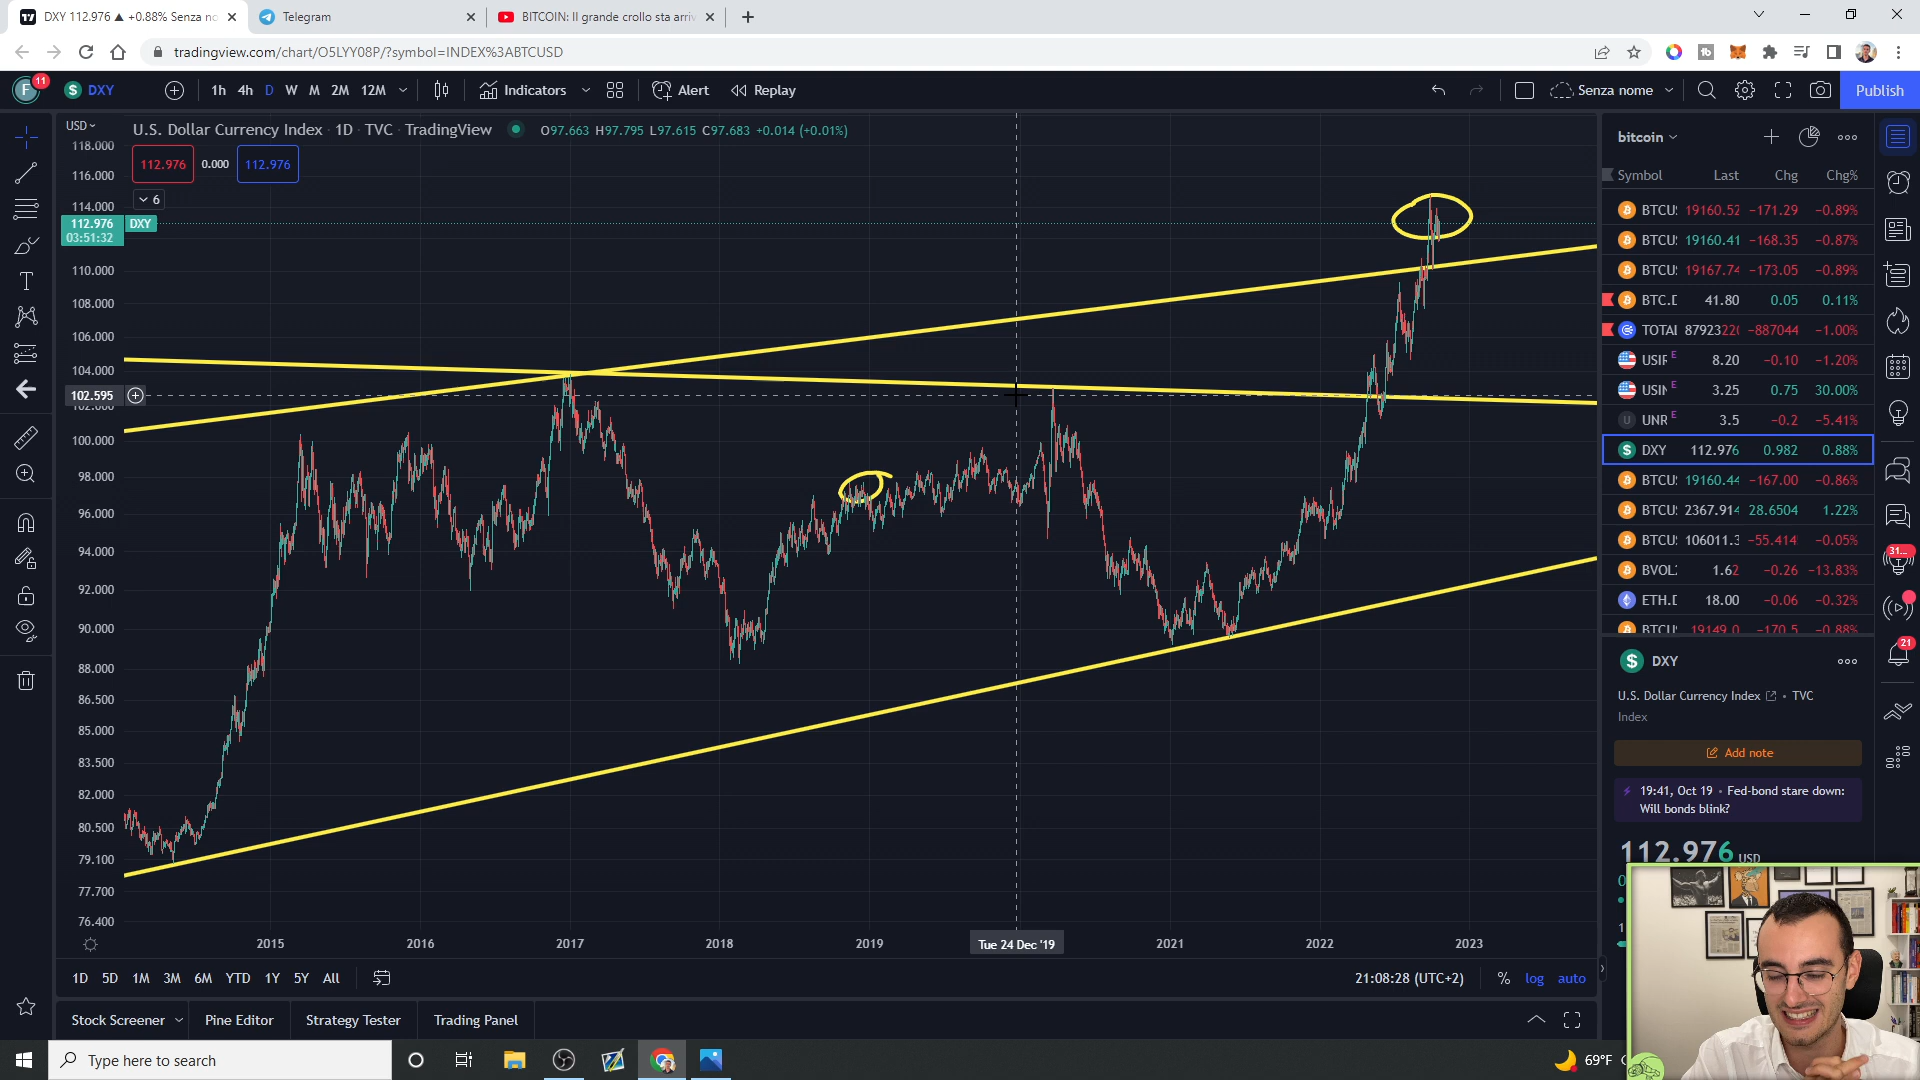 DXY 112.976 ▲ +0.88% Senza no
Telegram
BITCOIN: Il grande crollo sta arriv
tradingview.com/chart/O5LYY08P/?symbol=INDEX%3ABTCUSD
F 11 $ DXY 1h 4h D W M 2M 12M Indicators Alert Replay Senza nome Publish
USD
U.S. Dollar Currency Index · 1D · TVC · TradingView O97.663 H97.795 L97.615 C97.683 +0.014 (+0.01%)
112.976 0.000 112.976
6
118.000
116.000
114.000
112.976 DXY
03:51:32
110.000
108.000
106.000
104.000
102.595
102.000
100.000
98.000
96.000
94.000
92.000
90.000
88.000
86.500
85.000
83.500
82.000
80.500
79.100
77.700
76.400
2015 2016 2017 2018 2019 Tue 24 Dec '19 2021 2022 2023
1D 5D 1M 3M 6M YTD 1Y 5Y All 21:08:28 (UTC+2) % log auto
Stock Screener Pine Editor Strategy Tester Trading Panel
bitcoin
Symbol Last Chg Chg%
BTCU 19160.52 −171.29 −0.89%
BTCU 19160.41 −168.35 −0.87%
BTCU 19167.74 −173.05 −0.89%
BTC.D 41.80 0.05 0.11%
TOTAL 87923220 −887044 −1.00%
USIR E 8.20 −0.10 −1.20%
USIN E 3.25 0.75 30.00%
U UNR E 3.5 −0.2 −5.41%
$ DXY 112.976 0.982 0.88%
BTCU 19160.44 −167.00 −0.86%
BTCU 2367.914 28.6504 1.22%
BTCU 106011.3 −55.414 −0.05%
BVOL 1.62 −0.26 −13.83%
ETH.D 18.00 −0.06 −0.32%
BTCU 19149.0 −170.5 −0.88%
31...
21
$ DXY
U.S. Dollar Currency Index • TVC
Index
Add note
19:41, Oct 19 • Fed-bond stare down:
Will bonds blink?
112.976 USD
Type here to search
69°F